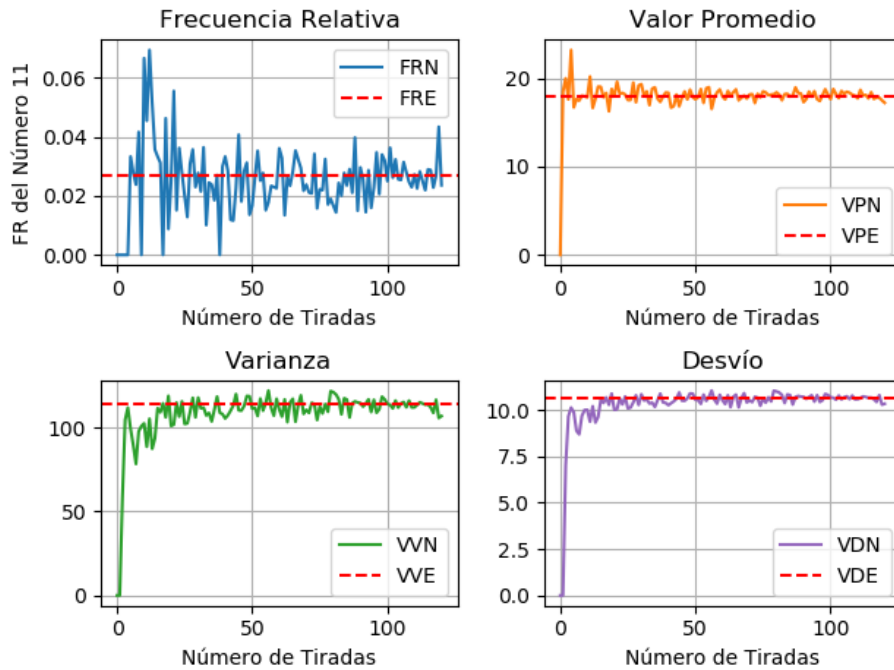 Frecuencia Relativa
FR del Número 11
0.06
0.04
0.02
0.00
FRN
FRE
0
50
100
Número de Tiradas
Valor Promedio
20
10
0
VPN
VPE
0
50
100
Número de Tiradas
Varianza
100
50
0
VVN
VVE
0
50
100
Número de Tiradas
Desvío
10.0
7.5
5.0
2.5
0.0
VDN
VDE
0
50
100
Número de Tiradas